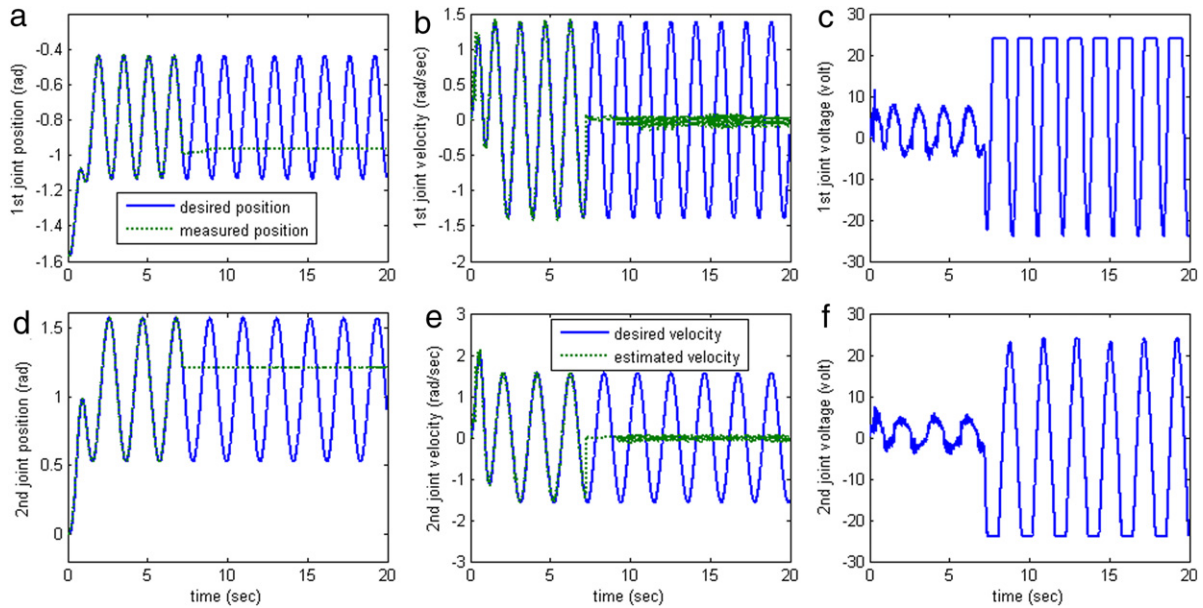 a
1st joint position (rad)
-0.4
-0.6
-0.8
-1
-1.2
-1.4
-1.6
0 5 10 15 20
desired position
measured position
b
1st joint velocity (rad/sec)
1.5
1
0.5
0
-0.5
-1
-1.5
-2
0 5 10 15 20
c
1st joint voltage (volt)
30
20
10
0
-10
-20
-30
0 5 10 15 20
d
2nd joint position (rad)
1.5
1
0.5
0
0 5 10 15 20
time (sec)
e
2nd joint velocity (rad/sec)
3
2
1
0
-1
-2
-3
0 5 10 15 20
time (sec)
desired velocity
estimated velocity
f
2nd joint voltage (volt)
30
20
10
0
-10
-20
-30
0 5 10 15 20
time (sec)